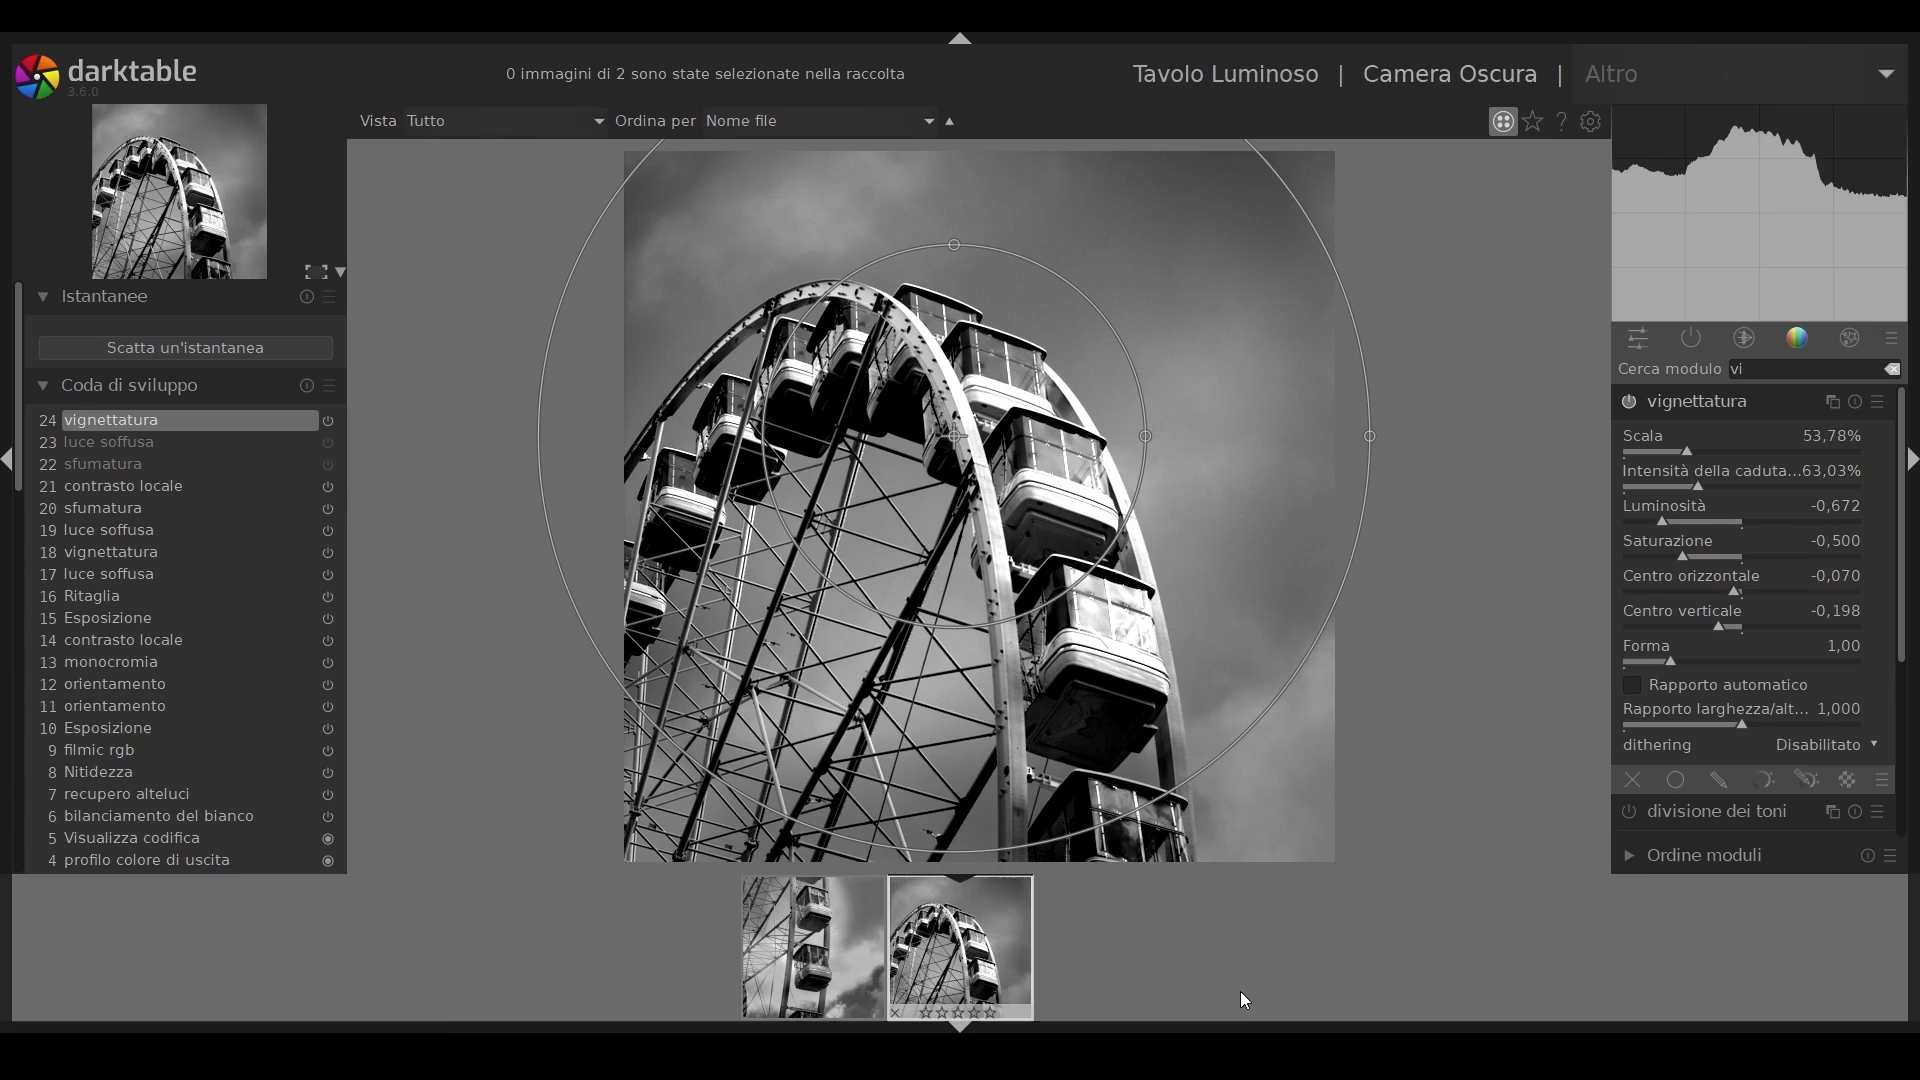 darktable
3.6.0
0 immagini di 2 sono state selezionate nella raccolta
Tavolo Luminoso | Camera Oscura | Altro
Vista Tutto Ordina per Nome file
Istantanee
Scatta un'istantanea
Coda di sviluppo
24 vignettatura
23 luce soffusa
22 sfumatura
21 contrasto locale
20 sfumatura
19 luce soffusa
18 vignettatura
17 luce soffusa
16 Ritaglia
15 Esposizione
14 contrasto locale
13 monocromia
12 orientamento
11 orientamento
10 Esposizione
9 filmic rgb
8 Nitidezza
7 recupero alteluci
6 bilanciamento del bianco
5 Visualizza codifica
4 profilo colore di uscita
Cerca modulo vi
vignettatura
Scala 53,78%
Intensità della caduta...63,03%
Luminosità -0,672
Saturazione -0,500
Centro orizzontale -0,070
Centro verticale -0,198
Forma 1,00
Rapporto automatico
Rapporto larghezza/alt... 1,000
dithering Disabilitato
divisione dei toni
Ordine moduli